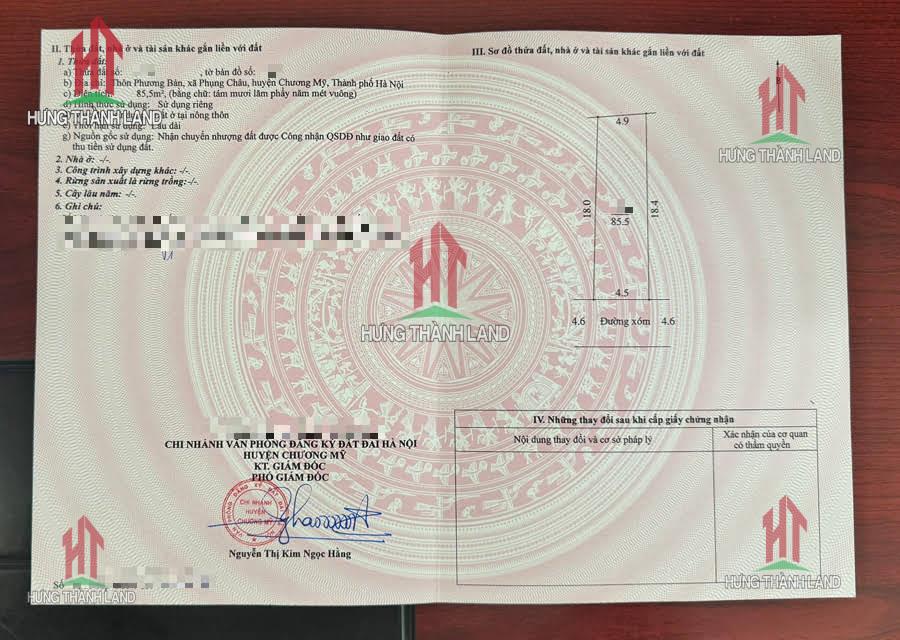 II. Thửa đất, nhà ở và tài sản khác gắn liền với đất
1. Thửa đất:
a) Thửa đất số: , tờ bản đồ số:
b) Địa chỉ: Thôn Phương Bản, xã Phụng Châu, huyện Chương Mỹ, Thành phố Hà Nội
c) Diện tích: 85,5m², (bằng chữ: tám mươi lăm phẩy năm mét vuông)
d) Hình thức sử dụng: Sử dụng riêng
đất ở tại nông thôn
e) Thời hạn sử dụng: Lâu dài
g) Nguồn gốc sử dụng: Nhận chuyển nhượng đất được Công nhận QSDĐ như giao đất có
thu tiền sử dụng đất.
2. Nhà ở: -/-.
3. Công trình xây dựng khác: -/-.
4. Rừng sản xuất là rừng trồng:-/-.
5. Cây lâu năm: -/-.
6. Ghi chú:
CHI NHÁNH VĂN PHÒNG ĐĂNG KÝ ĐẤT ĐAI HÀ NỘI
HUYỆN CHƯƠNG MỸ
KT. GIÁM ĐỐC
PHÓ GIÁM ĐỐC
CHI NHÁNH
HUYỆN
CHƯƠNG MỸ
Nguyễn Thị Kim Ngọc Hằng
Số
III. Sơ đồ thửa đất, nhà ở và tài sản khác gắn liền với đất
B
4.9
18.0
85.5
18.4
4.5
4.6 Đường xóm 4.6
IV. Những thay đổi sau khi cấp giấy chứng nhận
Nội dung thay đổi và cơ sở pháp lý
Xác nhận của cơ quan
có thẩm quyền
HƯNG THÀNH LAND
HƯNG THÀNH LAND
HƯNG THÀNH LAND
HƯNG THÀNH LAND
HƯNG THÀNH LAND